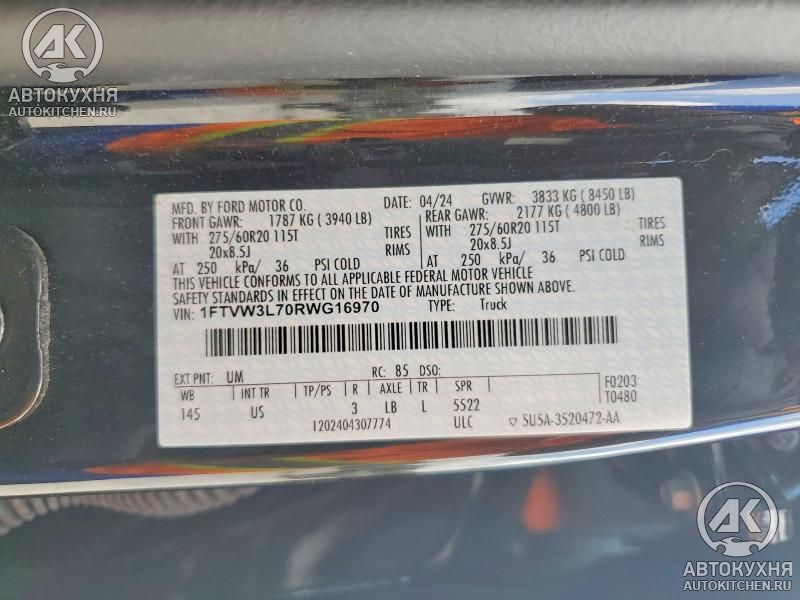 AK
АВТОКУХНЯ
AUTOKITCHEN.RU
MFD. BY FORD MOTOR CO.
DATE: 04/24 GVWR: 3833 KG (8450 LB)
FRONT GAWR: 1787 KG (3940 LB)
REAR GAWR: 2177 KG (4800 LB)
WITH 275/60R20 115T TIRES
WITH 275/60R20 115T TIRES
20x8.5J RIMS
20x8.5J RIMS
AT 250 kPa/ 36 PSI COLD
AT 250 kPa/ 36 PSI COLD
THIS VEHICLE CONFORMS TO ALL APPLICABLE FEDERAL MOTOR VEHICLE
SAFETY STANDARDS IN EFFECT ON THE DATE OF MANUFACTURE SHOWN ABOVE.
VIN: 1FTVW3L70RWG16970 TYPE: Truck
EXT PNT: UM RC: 85 DSO:
WB INT TR TP/PS R AXLE TR SPR
145 US 3 LB L 5522
F0203
T0480
1202404307774 ULC ▽ SU5A-3520472-AA
AK
АВТОКУХНЯ
AUTOKITCHEN.RU